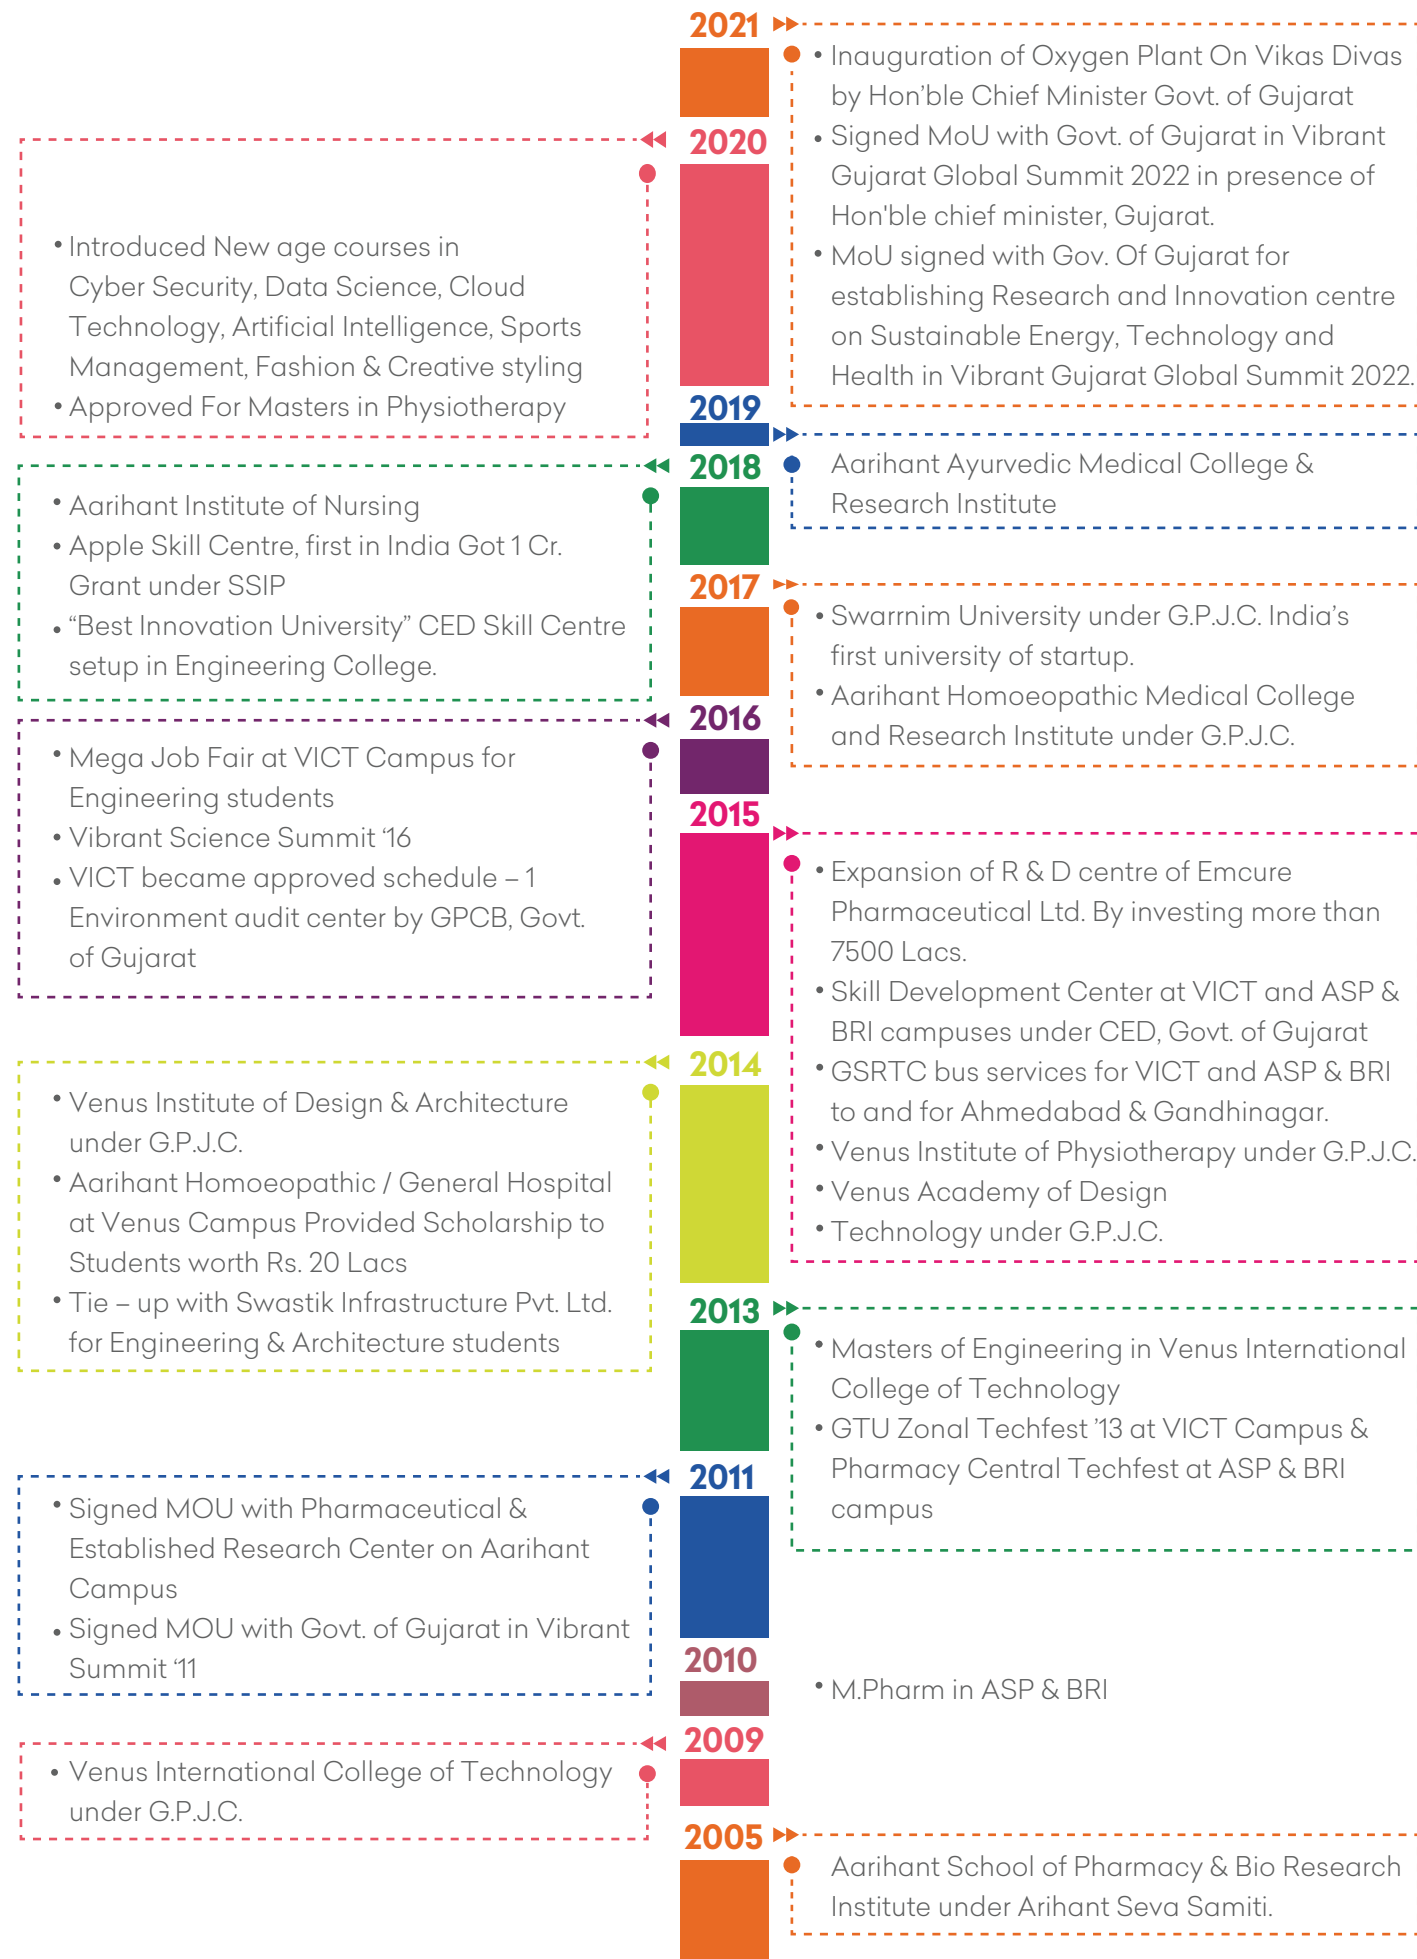 2021
• Inauguration of Oxygen Plant On Vikas Divas
by Hon’ble Chief Minister Govt. of Gujarat
• Signed MoU with Govt. of Gujarat in Vibrant
Gujarat Global Summit 2022 in presence of
Hon'ble chief minister, Gujarat.
• MoU signed with Gov. Of Gujarat for
establishing Research and Innovation centre
on Sustainable Energy, Technology and
Health in Vibrant Gujarat Global Summit 2022.
2020
• Introduced New age courses in
Cyber Security, Data Science, Cloud
Technology, Artificial Intelligence, Sports
Management, Fashion & Creative styling
• Approved For Masters in Physiotherapy
2019
Aarihant Ayurvedic Medical College &
Research Institute
2018
• Aarihant Institute of Nursing
• Apple Skill Centre, first in India Got 1 Cr.
Grant under SSIP
• “Best Innovation University” CED Skill Centre
setup in Engineering College.
2017
• Swarrnim University under G.P.J.C. India’s
first university of startup.
• Aarihant Homoeopathic Medical College
and Research Institute under G.P.J.C.
2016
• Mega Job Fair at VICT Campus for
Engineering students
• Vibrant Science Summit ‘16
• VICT became approved schedule – 1
Environment audit center by GPCB, Govt.
of Gujarat
2015
• Expansion of R & D centre of Emcure
Pharmaceutical Ltd. By investing more than
7500 Lacs.
• Skill Development Center at VICT and ASP &
BRI campuses under CED, Govt. of Gujarat
• GSRTC bus services for VICT and ASP & BRI
to and for Ahmedabad & Gandhinagar.
• Venus Institute of Physiotherapy under G.P.J.C.
• Venus Academy of Design
• Technology under G.P.J.C.
2014
• Venus Institute of Design & Architecture
under G.P.J.C.
• Aarihant Homoeopathic / General Hospital
at Venus Campus Provided Scholarship to
Students worth Rs. 20 Lacs
• Tie – up with Swastik Infrastructure Pvt. Ltd.
for Engineering & Architecture students
2013
• Masters of Engineering in Venus International
College of Technology
• GTU Zonal Techfest ’13 at VICT Campus &
Pharmacy Central Techfest at ASP & BRI
campus
2011
• Signed MOU with Pharmaceutical &
Established Research Center on Aarihant
Campus
• Signed MOU with Govt. of Gujarat in Vibrant
Summit ‘11
2010
• M.Pharm in ASP & BRI
2009
• Venus International College of Technology
under G.P.J.C.
2005
Aarihant School of Pharmacy & Bio Research
Institute under Arihant Seva Samiti.